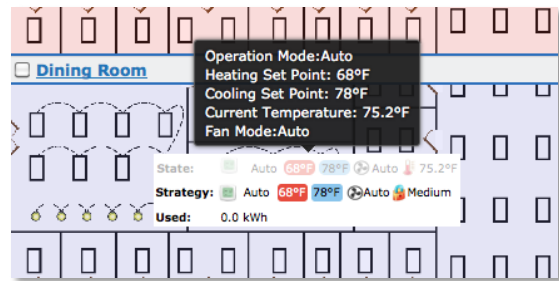 Operation Mode:Auto
Dining Room
Heating Set Point: 68°F
Cooling Set Point: 78°F
Current Temperature: 75.2°F
Fan Mode:Auto
State: Auto 68°F 78°F Auto 75.2°F
Strategy: Auto 68°F 78°F Auto Medium
Used: 0.0 kWh